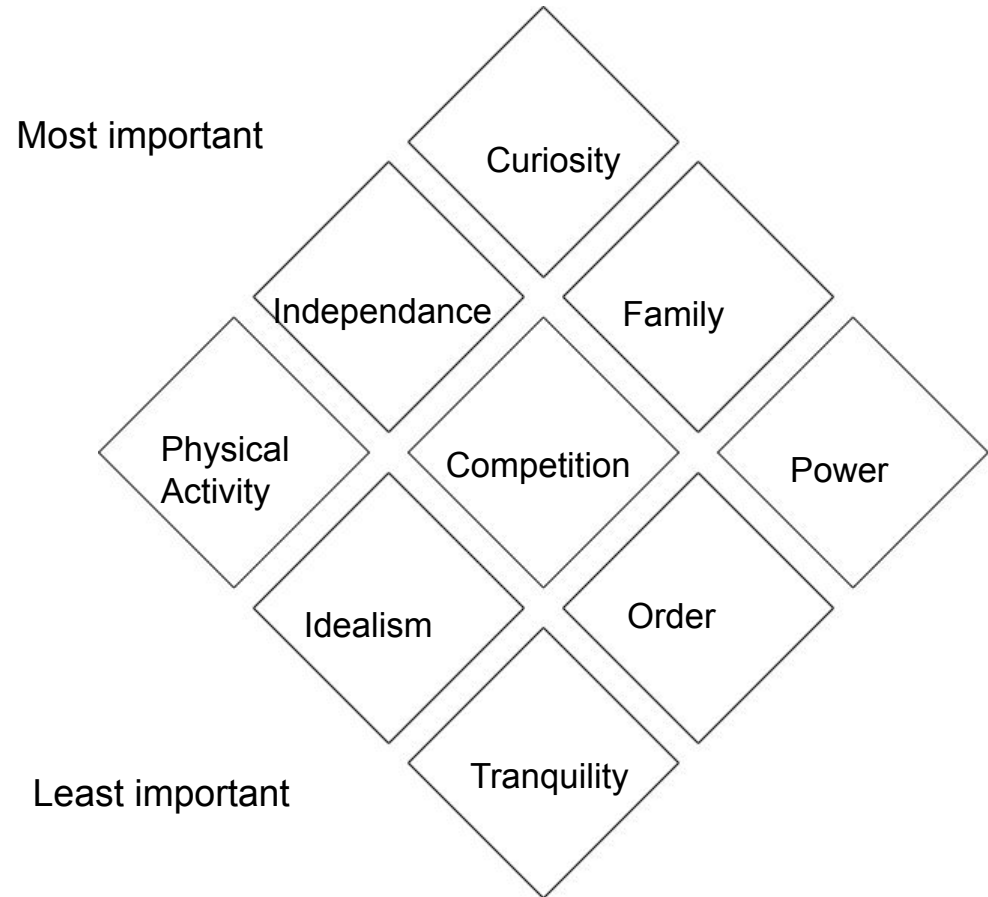 Most important
Curiosity
Independance
Family
Physical
Activity
Competition
Power
Idealism
Order
Tranquility
Least important